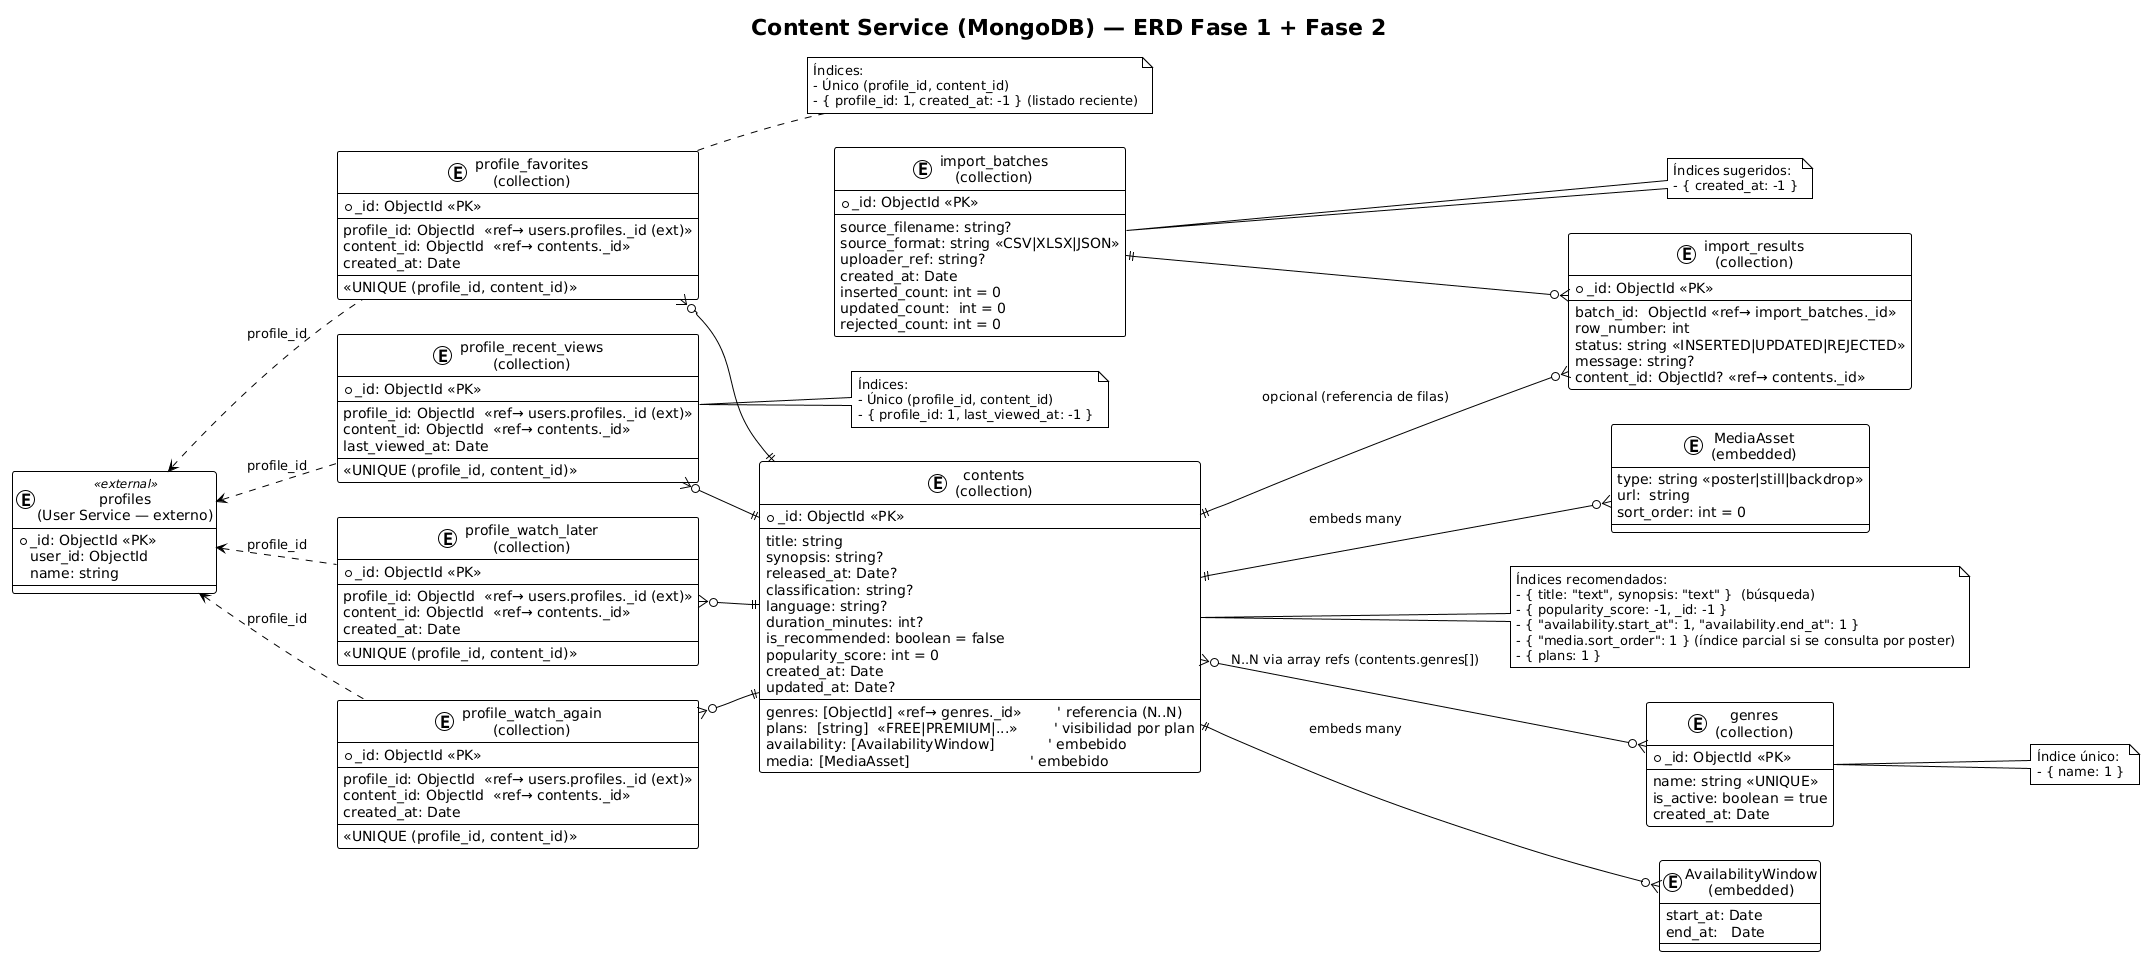 Content Service (MongoDB) — ERD Fase 1 + Fase 2
Índices:
- Único (profile_id, content_id)
- { profile_id: 1, created_at: -1 } (listado reciente)
E
profile_favorites
(collection)
_id: ObjectId «PK»
profile_id: ObjectId  «ref→ users.profiles._id (ext)»
content_id: ObjectId  «ref→ contents._id»
created_at: Date
«UNIQUE (profile_id, content_id)»
E
import_batches
(collection)
_id: ObjectId «PK»
source_filename: string?
source_format: string «CSV|XLSX|JSON»
uploader_ref: string?
created_at: Date
inserted_count: int = 0
updated_count:  int = 0
rejected_count: int = 0
Índices sugeridos:
- { created_at: -1 }
E
import_results
(collection)
_id: ObjectId «PK»
batch_id:  ObjectId «ref→ import_batches._id»
row_number: int
status: string «INSERTED|UPDATED|REJECTED»
message: string?
content_id: ObjectId? «ref→ contents._id»
profile_id
E
profile_recent_views
(collection)
_id: ObjectId «PK»
profile_id: ObjectId  «ref→ users.profiles._id (ext)»
content_id: ObjectId  «ref→ contents._id»
last_viewed_at: Date
«UNIQUE (profile_id, content_id)»
Índices:
- Único (profile_id, content_id)
- { profile_id: 1, last_viewed_at: -1 }
opcional (referencia de filas)
E
MediaAsset
(embedded)
type: string «poster|still|backdrop»
url:  string
sort_order: int = 0
profile_id
E
«external»
profiles
(User Service — externo)
_id: ObjectId «PK»
user_id: ObjectId
name: string
profile_id
profile_id
E
profile_watch_later
(collection)
_id: ObjectId «PK»
profile_id: ObjectId  «ref→ users.profiles._id (ext)»
content_id: ObjectId  «ref→ contents._id»
created_at: Date
«UNIQUE (profile_id, content_id)»
E
contents
(collection)
_id: ObjectId «PK»
title: string
synopsis: string?
released_at: Date?
classification: string?
language: string?
duration_minutes: int?
is_recommended: boolean = false
popularity_score: int = 0
created_at: Date
updated_at: Date?
genres: [ObjectId] «ref→ genres._id»        ' referencia (N..N)
plans:  [string]  «FREE|PREMIUM|...»        ' visibilidad por plan
availability: [AvailabilityWindow]            ' embebido
media: [MediaAsset]                           ' embebido
embeds many
Índices recomendados:
- { title: "text", synopsis: "text" }  (búsqueda)
- { popularity_score: -1, _id: -1 }
- { "availability.start_at": 1, "availability.end_at": 1 }
- { "media.sort_order": 1 } (índice parcial si se consulta por poster)
- { plans: 1 }
N..N via array refs (contents.genres[])
embeds many
E
profile_watch_again
(collection)
_id: ObjectId «PK»
profile_id: ObjectId  «ref→ users.profiles._id (ext)»
content_id: ObjectId  «ref→ contents._id»
created_at: Date
«UNIQUE (profile_id, content_id)»
E
genres
(collection)
_id: ObjectId «PK»
name: string «UNIQUE»
is_active: boolean = true
created_at: Date
Índice único:
- { name: 1 }
E
AvailabilityWindow
(embedded)
start_at: Date
end_at:   Date